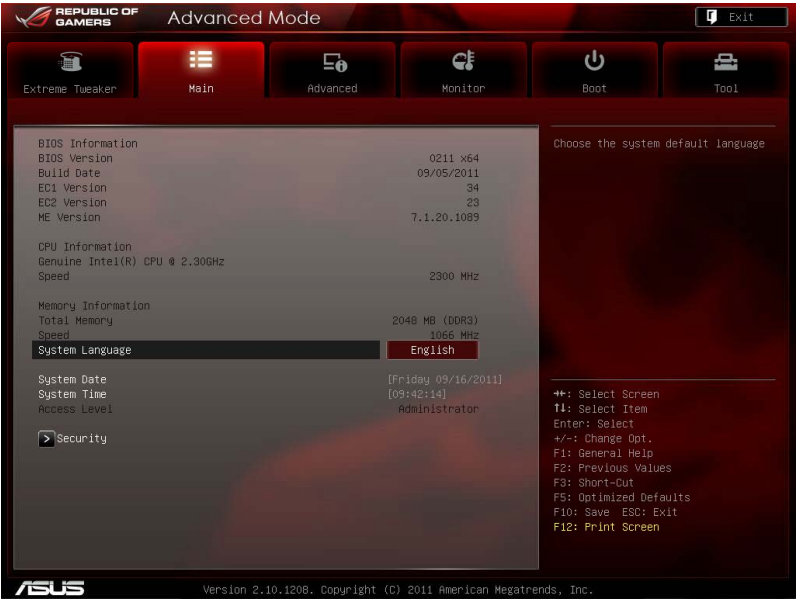 REPUBLIC OF
GAMERS
Advanced Mode
Exit
Extreme Tweaker
Main
Advanced
Monitor
Boot
Tool
BIOS Information
BIOS Version 0211 x64
Build Date 09/05/2011
EC1 Version 34
EC2 Version 23
ME Version 7.1.20.1089
CPU Information
Genuine Intel(R) CPU @ 2.30GHz
Speed 2300 MHz
Memory Information
Total Memory 2048 MB (DDR3)
Speed 1066 MHz
System Language English
System Date [Friday 09/16/2011]
System Time [09:42:14]
Access Level Administrator
> Security
Choose the system default language
→←: Select Screen
↑↓: Select Item
Enter: Select
+/-: Change Opt.
F1: General Help
F2: Previous Values
F3: Short-Cut
F5: Optimized Defaults
F10: Save ESC: Exit
F12: Print Screen
ASUS
Version 2.10.1208. Copyright (C) 2011 American Megatrends, Inc.